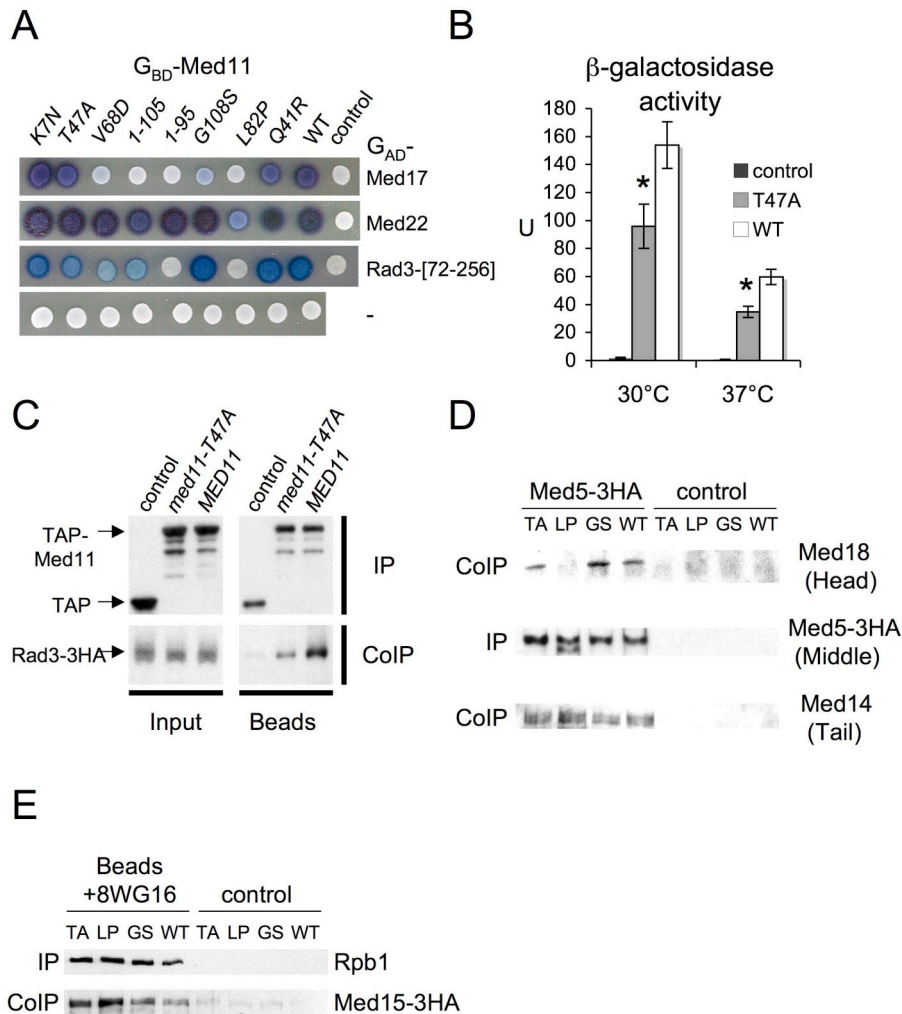 A
G_BD-Med11
K7N T47A V68D 1-105 1-95 G108S L82P Q41R WT control
G_AD-
Med17
Med22
Rad3-[72-256]
-
B
β-galactosidase
activity
180
160
140
120
100
80
60
40
20
0
U
*
*
control
T47A
WT
30°C 37°C
C
control med11-T47A MED11 control med11-T47A MED11
TAP-
Med11
TAP
IP
Rad3-3HA
CoIP
Input Beads
D
Med5-3HA control
TA LP GS WT TA LP GS WT
CoIP Med18
(Head)
IP Med5-3HA
(Middle)
CoIP Med14
(Tail)
E
Beads
+8WG16 control
TA LP GS WT TA LP GS WT
IP Rpb1
CoIP Med15-3HA